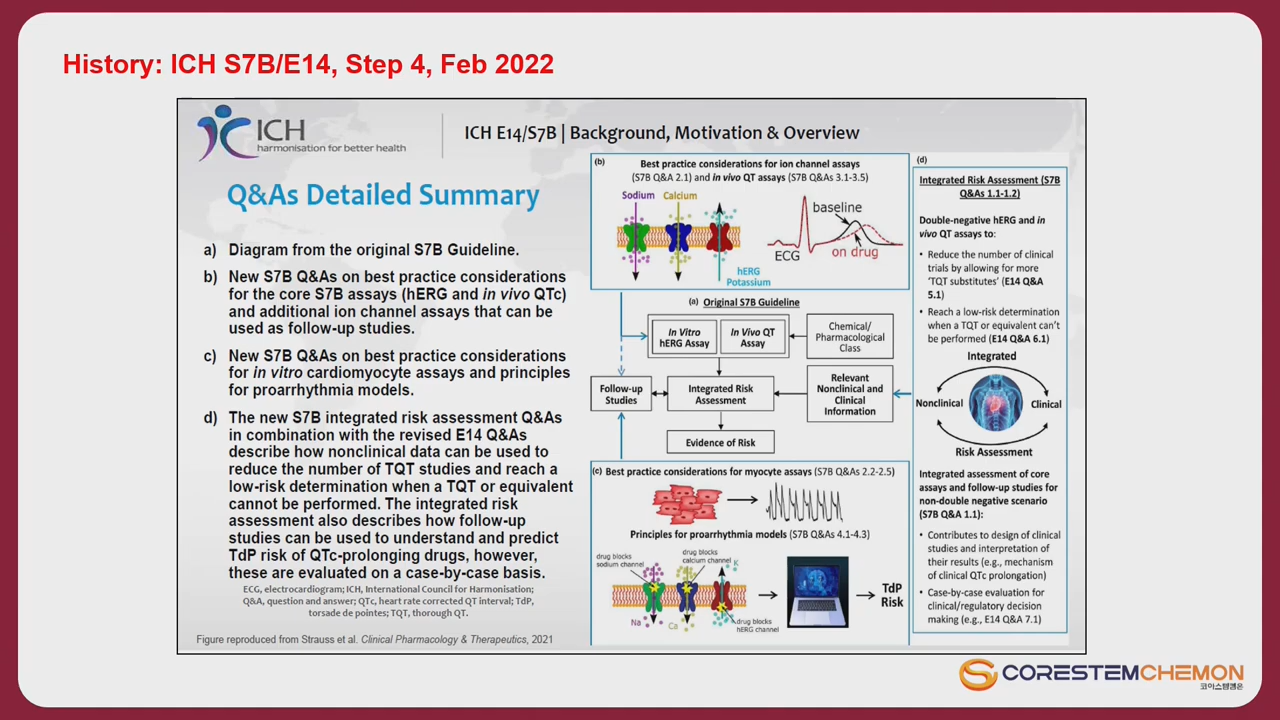 History: ICH S7B/E14, Step 4, Feb 2022
ICH
harmonisation for better health
ICH E14/S7B | Background, Motivation & Overview
Q&As Detailed Summary
a) Diagram from the original S7B Guideline.
b) New S7B Q&As on best practice considerations
for the core S7B assays (hERG and in vivo QTc)
and additional ion channel assays that can be
used as follow-up studies.
c) New S7B Q&As on best practice considerations
for in vitro cardiomyocyte assays and principles
for proarrhythmia models.
d) The new S7B integrated risk assessment Q&As
in combination with the revised E14 Q&As
describe how nonclinical data can be used to
reduce the number of TQT studies and reach a
low-risk determination when a TQT or equivalent
cannot be performed. The integrated risk
assessment also describes how follow-up
studies can be used to understand and predict
TdP risk of QTc-prolonging drugs, however,
these are evaluated on a case-by-case basis.
ECG, electrocardiogram; ICH, International Council for Harmonisation;
Q&A, question and answer; QTc, heart rate corrected QT interval; TdP,
torsade de pointes; TQT, thorough QT.
Figure reproduced from Strauss et al. Clinical Pharmacology & Therapeutics, 2021
(b) Best practice considerations for ion channel assays
(S7B Q&A 2.1) and in vivo QT assays (S7B Q&As 3.1-3.5)
Sodium Calcium
hERG
Potassium
baseline
ECG on drug
(a) Original S7B Guideline
In Vitro
hERG Assay
In Vivo QT
Assay
Chemical/
Pharmacological
Class
Follow-up
Studies
Integrated Risk
Assessment
Relevant
Nonclinical and
Clinical
Information
Evidence of Risk
(c) Best practice considerations for myocyte assays (S7B Q&As 2.2-2.5)
Principles for proarrhythmia models (S7B Q&As 4.1-4.3)
drug blocks
sodium channel
drug blocks
calcium channel
K
Na
Ca
drug blocks
hERG channel
TdP
Risk
(d)
Integrated Risk Assessment (S7B
Q&As 1.1-1.2)
Double-negative hERG and in
vivo QT assays to:
• Reduce the number of clinical
trials by allowing for more
'TQT substitutes' (E14 Q&A
5.1)
• Reach a low-risk determination
when a TQT or equivalent can't
be performed (E14 Q&A 6.1)
Integrated
Nonclinical Clinical
Risk Assessment
Integrated assessment of core
assays and follow-up studies for
non-double negative scenario
(S7B Q&A 1.1):
• Contributes to design of clinical
studies and interpretation of
their results (e.g., mechanism
of clinical QTc prolongation)
• Case-by-case evaluation for
clinical/regulatory decision
making (e.g., E14 Q&A 7.1)
CORESTEMCHEMON
코아스템켐온